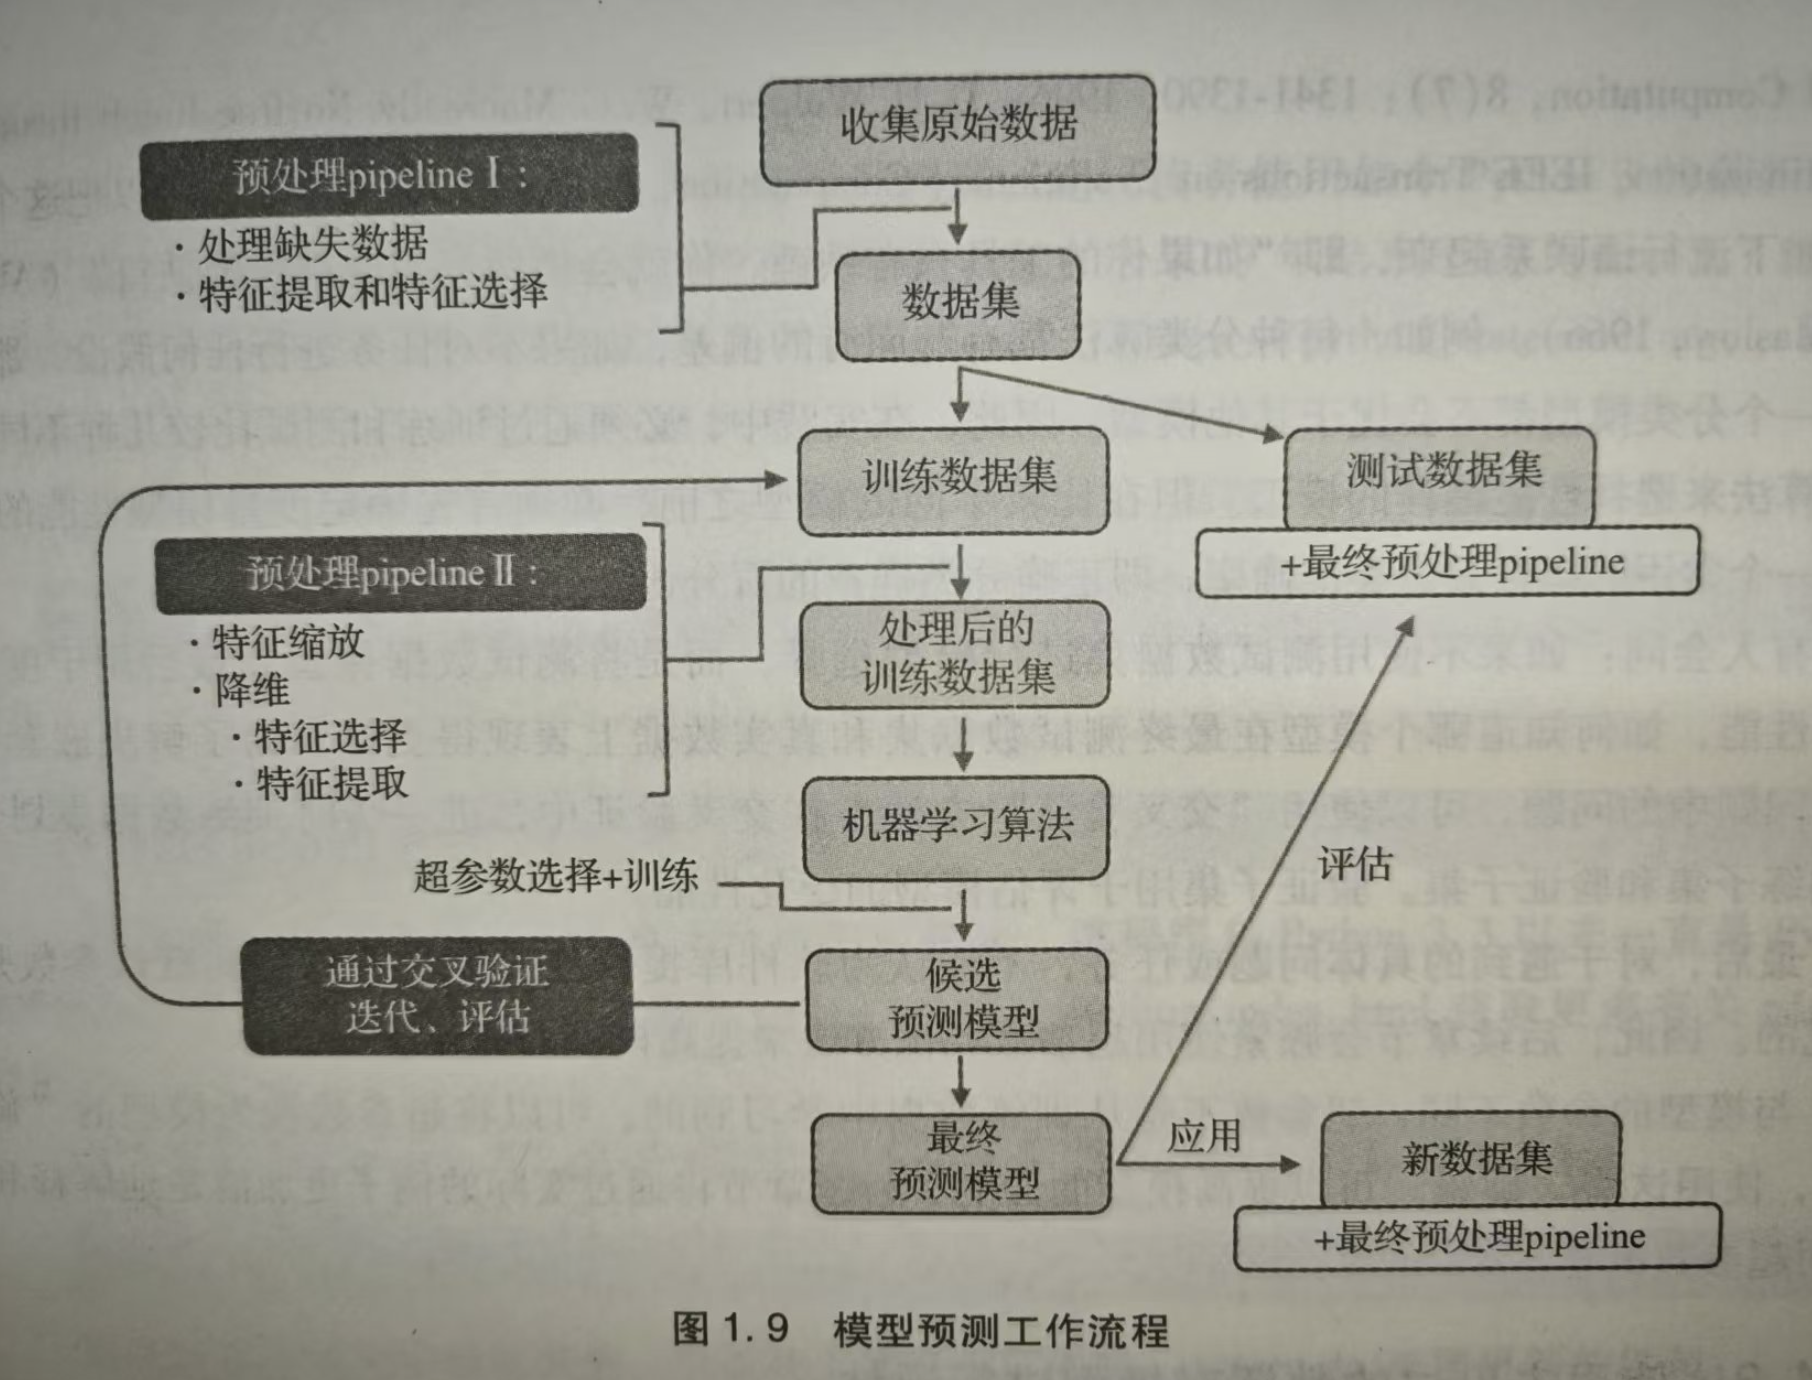 收集原始数据
预处理pipeline Ⅰ：
· 处理缺失数据
· 特征提取和特征选择
数据集
训练数据集
测试数据集
+最终预处理pipeline
预处理pipeline Ⅱ：
· 特征缩放
· 降维
· 特征选择
· 特征提取
处理后的
训练数据集
机器学习算法
超参数选择+训练
评估
通过交叉验证
迭代、评估
候选
预测模型
最终
预测模型
应用
新数据集
+最终预处理pipeline
图 1. 9 模型预测工作流程